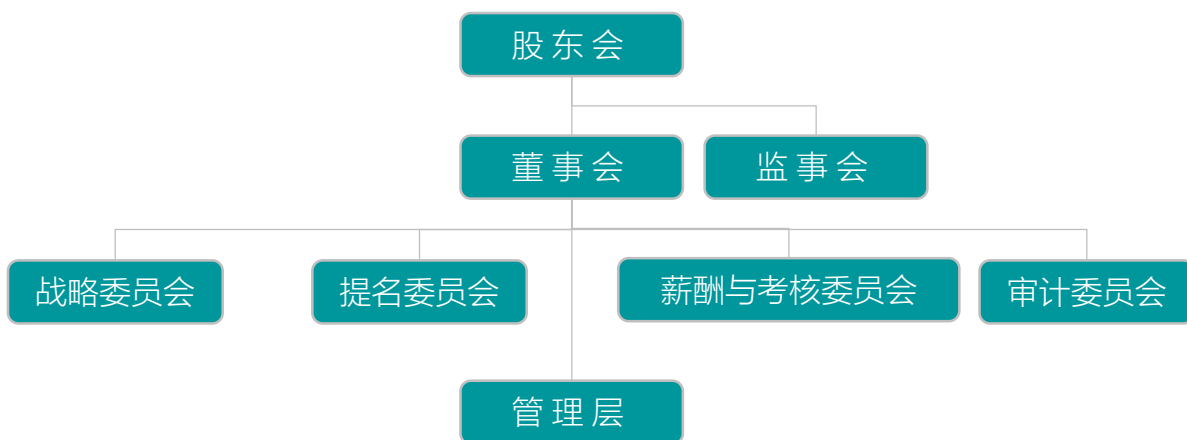 股东会
董事会
监事会
战略委员会
提名委员会
薪酬与考核委员会
审计委员会
管理层